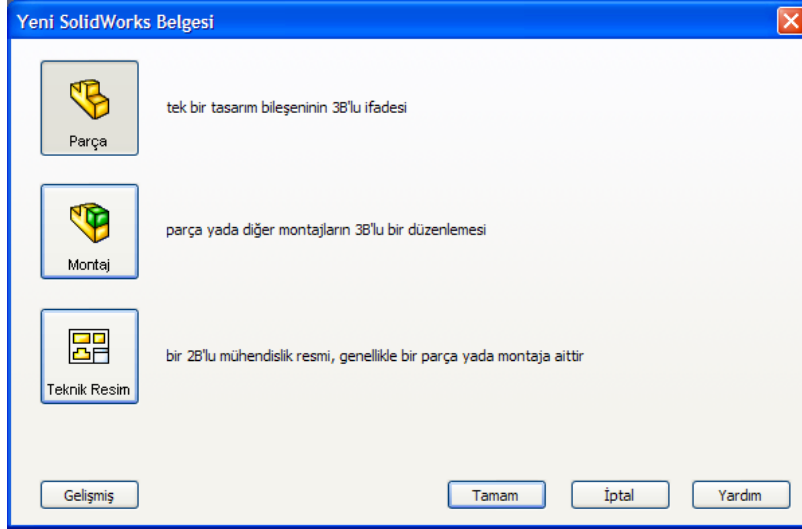 Yeni SolidWorks Belgesi
Parça
tek bir tasarım bileşeninin 3B'lu ifadesi
Montaj
parça yada diğer montajların 3B'lu bir düzenlemesi
Teknik Resim
bir 2B'lu mühendislik resmi, genellikle bir parça yada montaja aittir
Gelişmiş
Tamam
İptal
Yardım